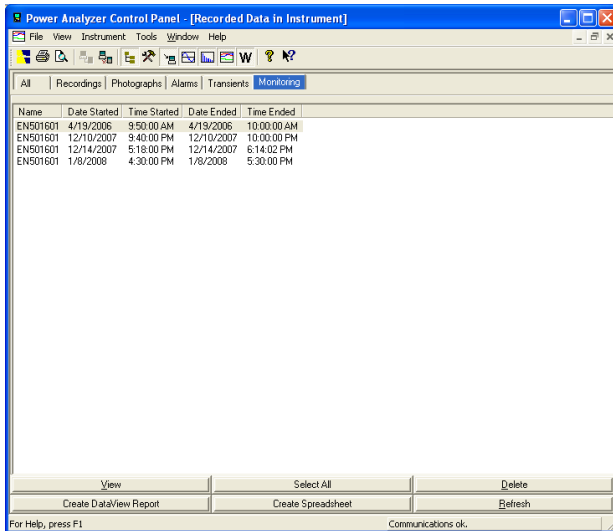 Power Analyzer Control Panel - [Recorded Data in Instrument]
File View Instrument Tools Window Help
W ? ?
All Recordings Photographs Alarms Transients Monitoring
Name Date Started Time Started Date Ended Time Ended
EN501601 4/19/2006 9:50:00 AM 4/19/2006 10:00:00 AM
EN501601 12/10/2007 9:40:00 PM 12/10/2007 10:00:00 PM
EN501601 12/14/2007 5:18:00 PM 12/14/2007 6:14:02 PM
EN501601 1/8/2008 4:30:00 PM 1/8/2008 5:30:00 PM
View Select All Delete
Create DataView Report Create Spreadsheet Refresh
For Help, press F1 Communications ok.